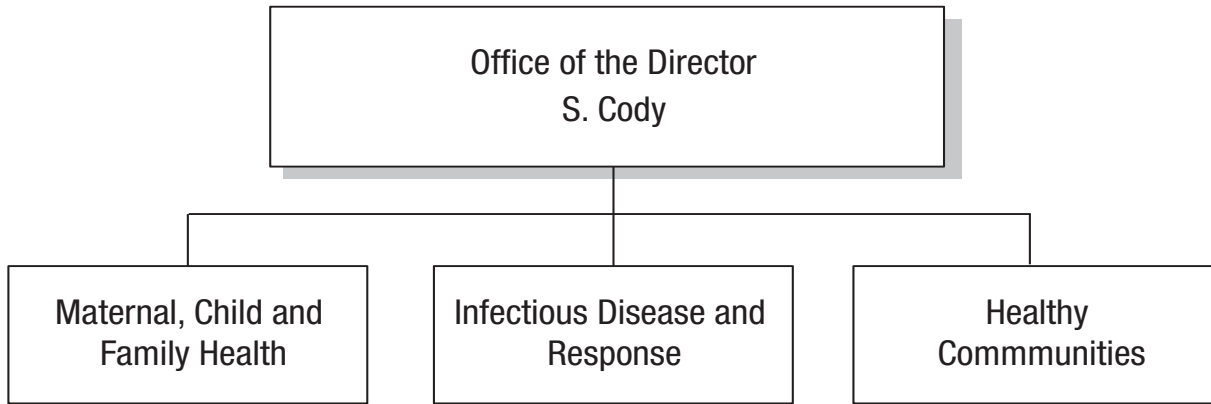 Office of the Director
S. Cody
Maternal, Child and
Family Health
Infectious Disease and
Response
Healthy
Commmunities